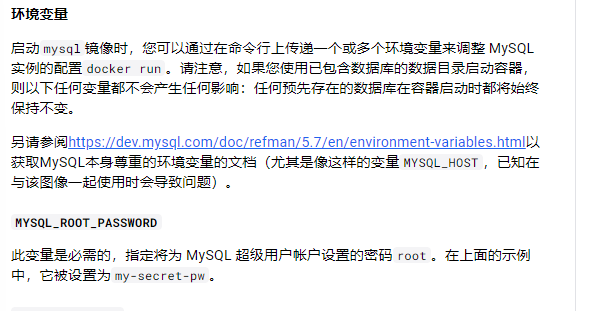 环境变量
启动 mysql 镜像时，您可以通过在命令行上传递一个或多个环境变量来调整 MySQL
实例的配置 docker run 。请注意，如果您使用已包含数据库的数据目录启动容器，
则以下任何变量都不会产生任何影响：任何预先存在的数据库在容器启动时都将始终
保持不变。
另请参阅https://dev.mysql.com/doc/refman/5.7/en/environment-variables.html以
获取MySQL本身尊重的环境变量的文档（尤其是像这样的变量 MYSQL_HOST ，已知在
与该图像一起使用时会导致问题）。
MYSQL_ROOT_PASSWORD
此变量是必需的，指定将为 MySQL 超级用户帐户设置的密码 root 。在上面的示例
中，它被设置为 my-secret-pw 。